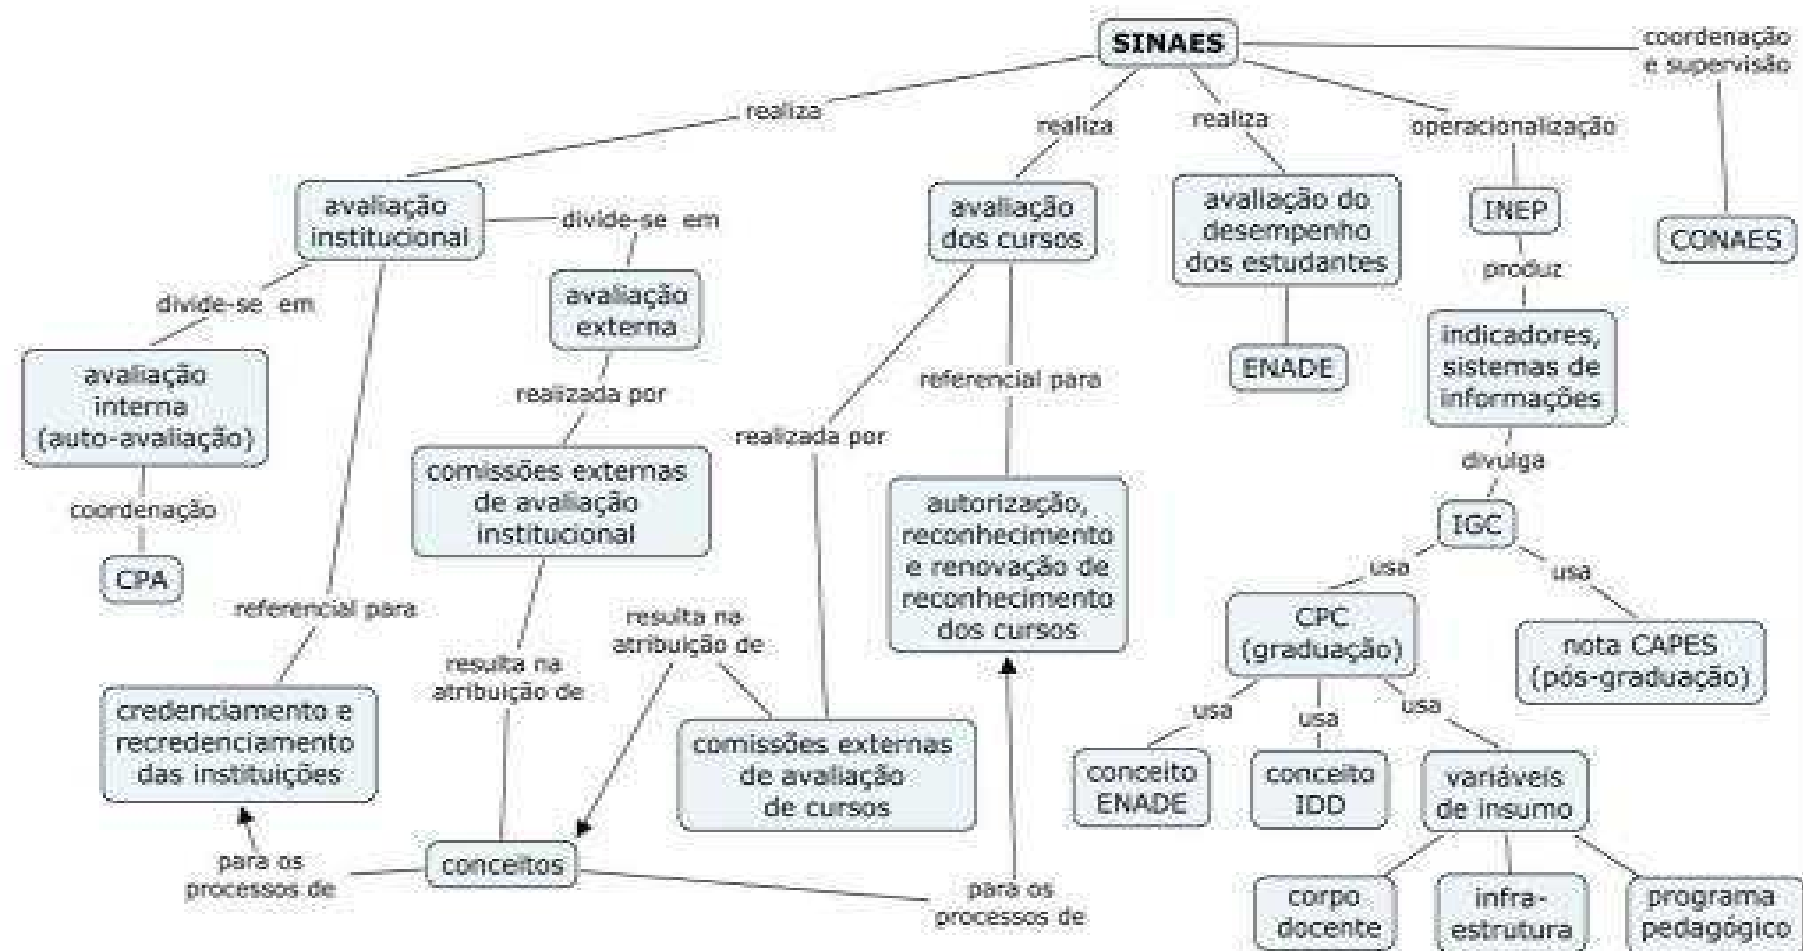 SINAES
coordenação
e supervisão
realiza
realiza
realiza
operacionalização
avaliação
institucional
divide-se em
avaliação
dos cursos
avaliação do
desempenho
dos estudantes
INEP
CONAES
produz
divide-se em
avaliação
externa
indicadores,
sistemas de
informações
avaliação
interna
(auto-avaliação)
realizada por
referencial para
ENADE
realizada por
divulga
comissões externas
de avaliação
institucional
coordenação
autorização,
reconhecimento
e renovação de
reconhecimento
dos cursos
IGC
CPA
usa
usa
referencial para
resulta na
atribuição de
CPC
(graduação)
nota CAPES
(pós-graduação)
resulta na
atribuição de
credenciamento e
recredenciamento
das instituições
comissões externas
de avaliação
de cursos
usa
usa
usa
conceito
ENADE
conceito
IDD
variáveis
de insumo
para os
processos de
conceitos
para os
processos de
corpo
docente
infra-
estrutura
programa
pedagógico